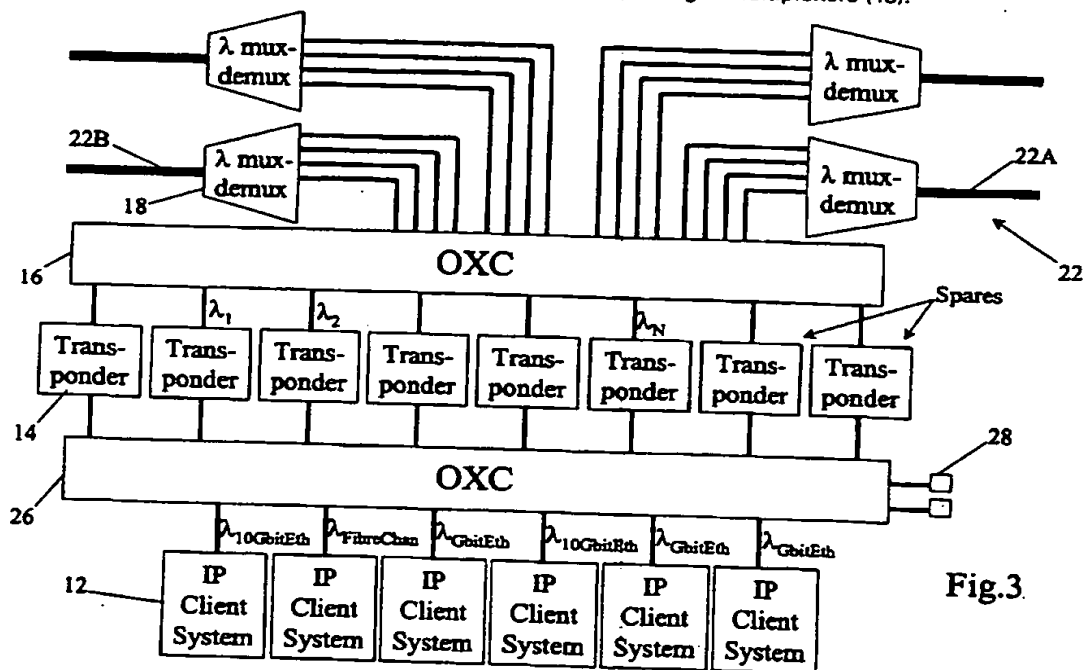 λ mux-
demux
λ mux-
demux
22B
λ mux-
demux
λ mux-
demux
22A
18
22
OXC
16
Spares
λ1
λ2
λN
Trans-
ponder
Trans-
ponder
Trans-
ponder
Trans-
ponder
Trans-
ponder
Trans-
ponder
Trans-
ponder
Trans-
ponder
14
28
OXC
26
λ10GbitEth
λFibreChan
λGbitEth
λ10GbitEth
λGbitEth
λGbitEth
12
IP
Client
System
IP
Client
System
IP
Client
System
IP
Client
System
IP
Client
System
IP
Client
System
Fig.3